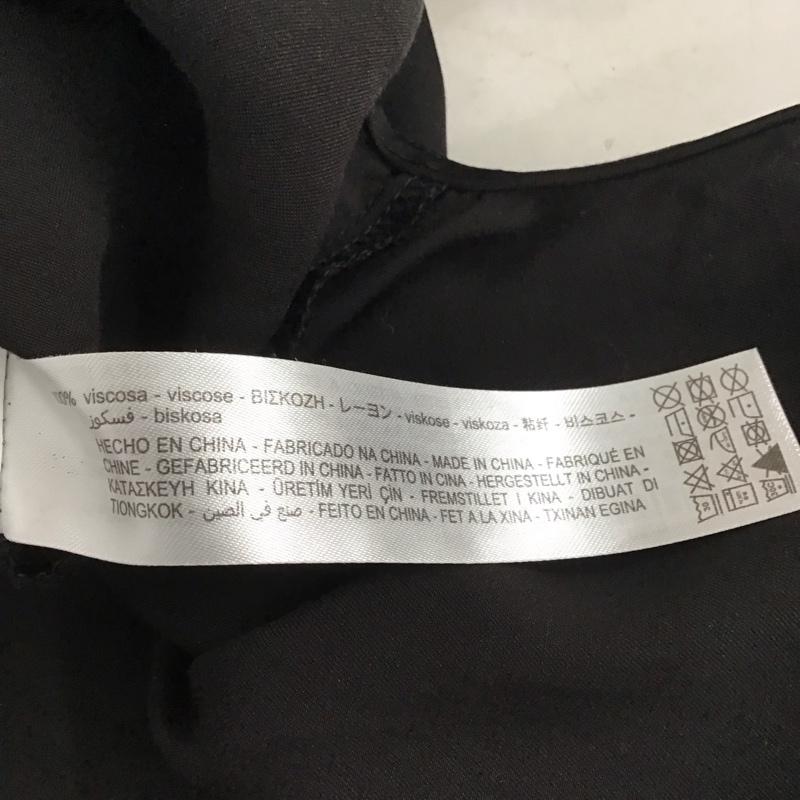 100% viscosa - viscose - ΒΙΣΚΟΖΗ - レーヨン - viskose - viskoza - 粘纤 - 비스코스 -
فسكوز - biskosa
HECHO EN CHINA - FABRICADO NA CHINA - MADE IN CHINA - FABRIQUÉ EN
CHINE - GEFABRICEERD IN CHINA - FATTO IN CINA - HERGESTELLT IN CHINA -
ΚΑΤΑΣΚΕΥΗ ΚΙΝΑ - ÜRETİM YERİ ÇİN - FREMSTILLET I KINA - DIBUAT DI
TIONGKOK - صنع في الصين - FEITO EN CHINA - FET A LA XINA - TXINAN EGINA